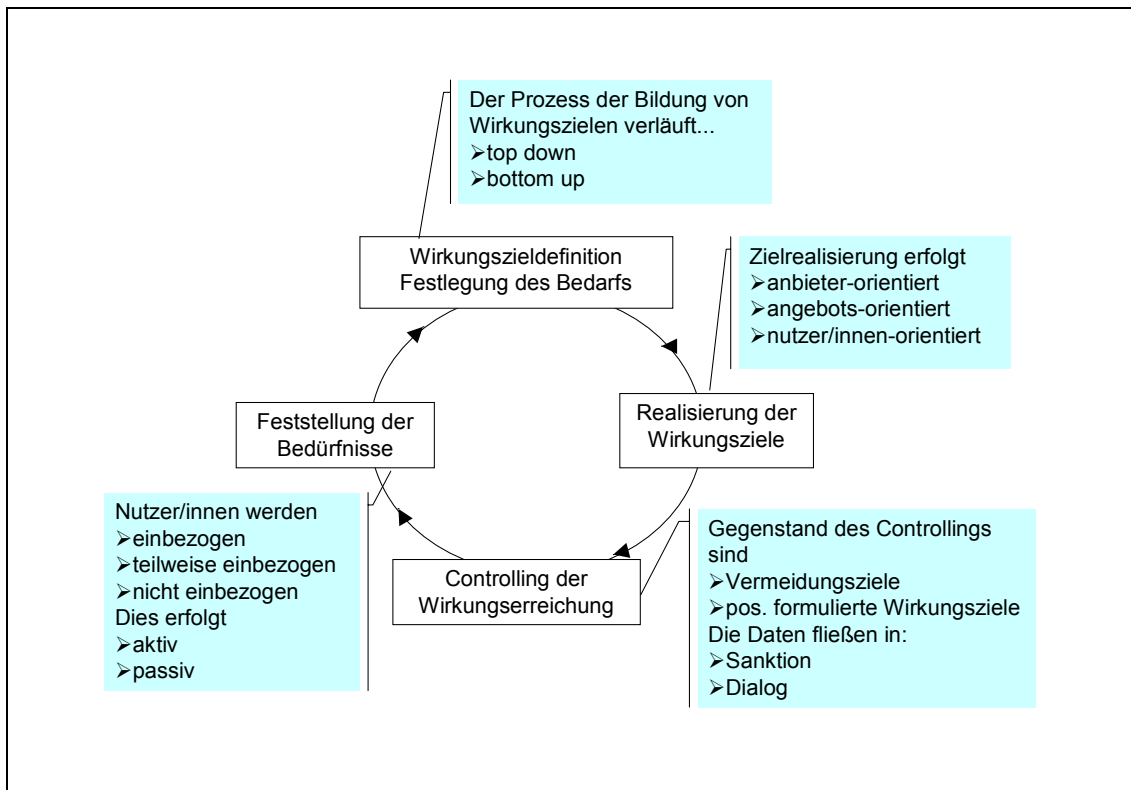 Der Prozess der Bildung von
Wirkungszielen verläuft...
➢top down
➢bottom up
Wirkungszieldefinition
Festlegung des Bedarfs
Zielrealisierung erfolgt
➢anbieter-orientiert
➢angebots-orientiert
➢nutzer/innen-orientiert
Feststellung der
Bedürfnisse
Realisierung der
Wirkungsziele
Nutzer/innen werden
➢einbezogen
➢teilweise einbezogen
➢nicht einbezogen
Dies erfolgt
➢aktiv
➢passiv
Controlling der
Wirkungserreichung
Gegenstand des Controllings
sind
➢Vermeidungsziele
➢pos. formulierte Wirkungsziele
Die Daten fließen in:
➢Sanktion
➢Dialog